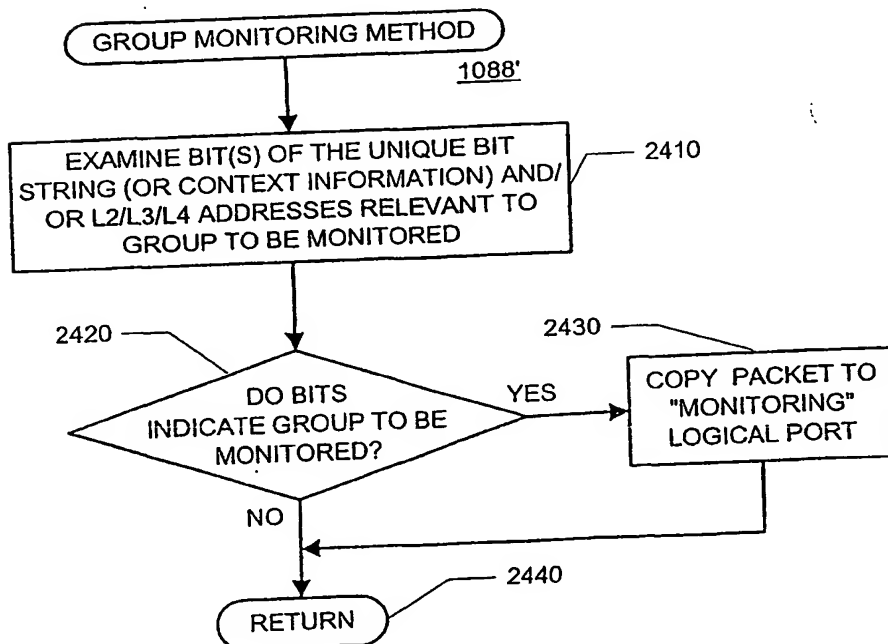 GROUP MONITORING METHOD
1088'
EXAMINE BIT(S) OF THE UNIQUE BIT
STRING (OR CONTEXT INFORMATION) AND/
OR L2/L3/L4 ADDRESSES RELEVANT TO
GROUP TO BE MONITORED
2410
2420
DO BITS
INDICATE GROUP TO BE
MONITORED?
YES
2430
COPY PACKET TO
"MONITORING"
LOGICAL PORT
NO
RETURN
2440